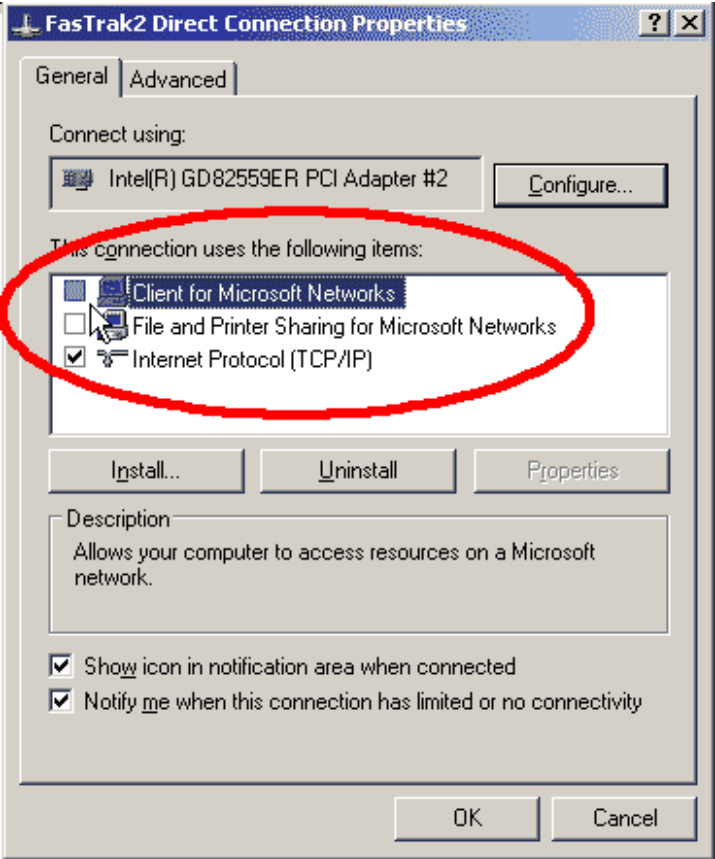 FasTrak2 Direct Connection Properties
General Advanced
Connect using:
Intel(R) GD82559ER PCI Adapter #2
Configure...
This connection uses the following items:
Client for Microsoft Networks
File and Printer Sharing for Microsoft Networks
Internet Protocol (TCP/IP)
Install... Uninstall Properties
Description
Allows your computer to access resources on a Microsoft
network.
Show icon in notification area when connected
Notify me when this connection has limited or no connectivity
OK Cancel